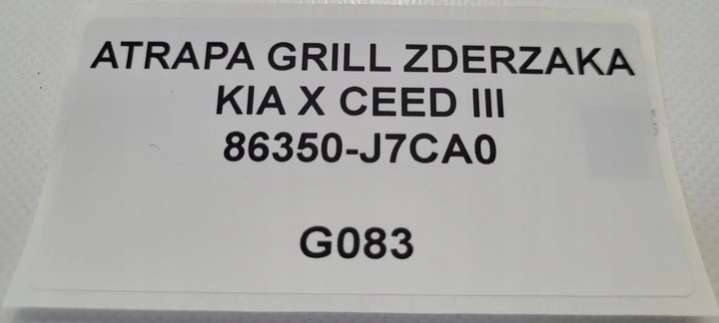 ATRAPA GRILL ZDERZAKA
KIA X CEED III
86350-J7CA0
G083